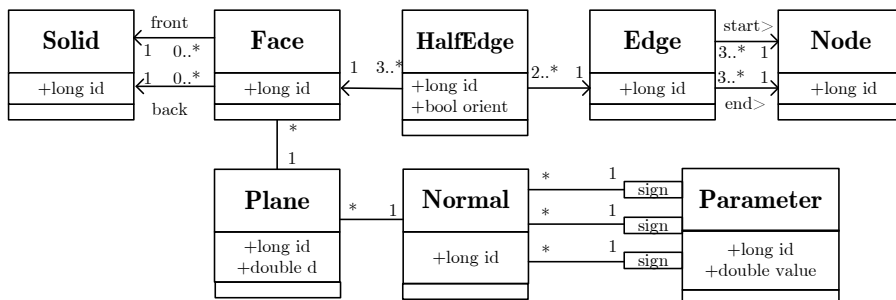 front
start>
Solid
Face
HalfEdge
Edge
Node
1 0..*
3..* 1
1 3..*
2..* 1
1 0..*
3..* 1
+long id
+long id
+long id
+bool orient
+long id
+long id
back
end>
*
1
Plane
Normal
Parameter
* 1
* 1
sign
* 1
sign
* 1
sign
+long id
+double d
+long id
+long id
+double value